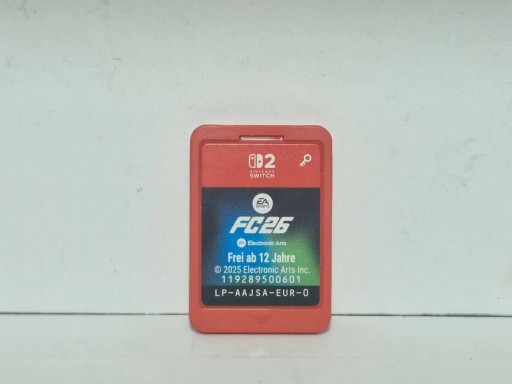 2
NINTENDO
SWITCH
EA
SPORTS
FC26
EA Electronic Arts
Frei ab 12 Jahre
© 2025 Electronic Arts Inc.
119289500601
LP-AAJSA-EUR-0